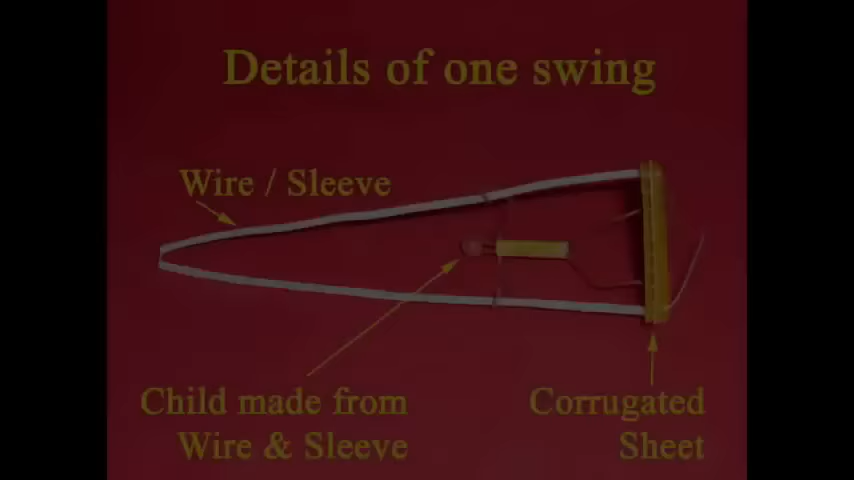 Details of one swing
Wire / Sleeve
Child made from
Wire & Sleeve
Corrugated
Sheet